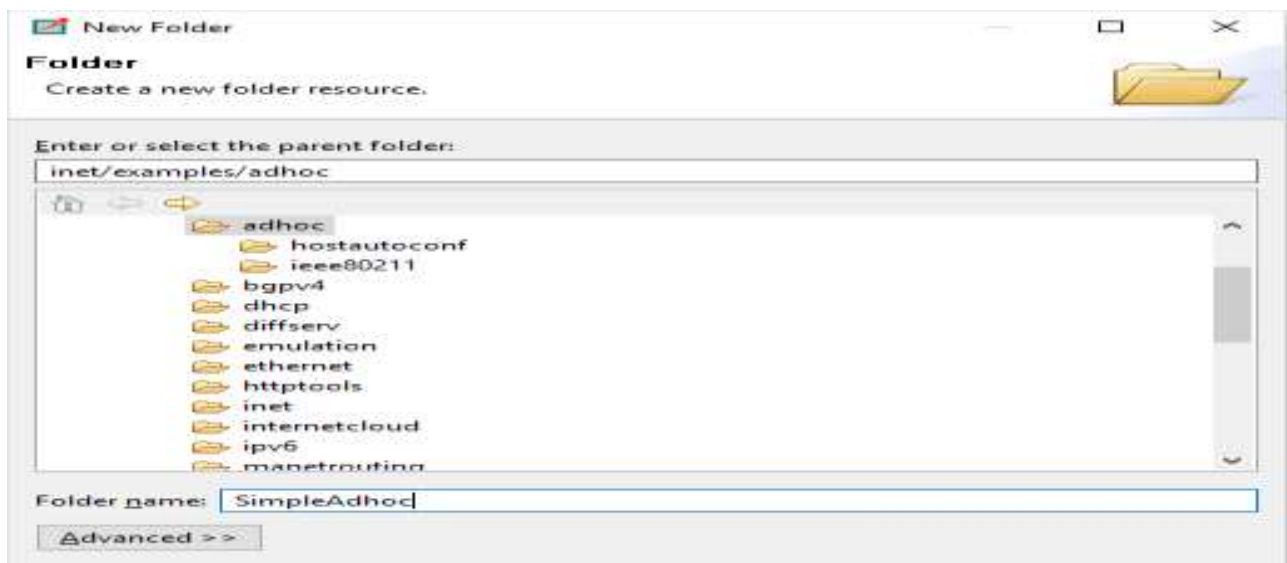 New Folder
Folder
Create a new folder resource.
Enter or select the parent folder:
inet/examples/adhoc
adhoc
hostautoconf
ieee80211
bgpv4
dhcp
diffserv
emulation
ethernet
httptools
inet
internetcloud
ipv6
manetrouting
Folder name: SimpleAdhoc
Advanced >>